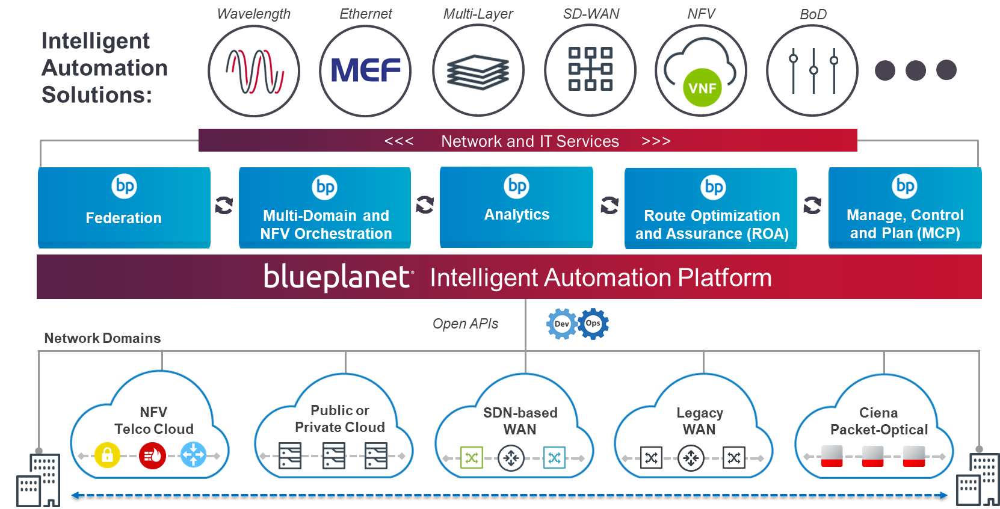 Wavelength
Ethernet
Multi-Layer
SD-WAN
NFV
BoD
Intelligent
Automation
Solutions:
MEF
VNF
<<< Network and IT Services >>>
bp
Federation
bp
Multi-Domain and
NFV Orchestration
bp
Analytics
bp
Route Optimization
and Assurance (ROA)
bp
Manage, Control
and Plan (MCP)
blueplanet® Intelligent Automation Platform
Open APIs
Dev
Ops
Network Domains
NFV
Telco Cloud
Public or
Private Cloud
SDN-based
WAN
Legacy
WAN
Ciena
Packet-Optical